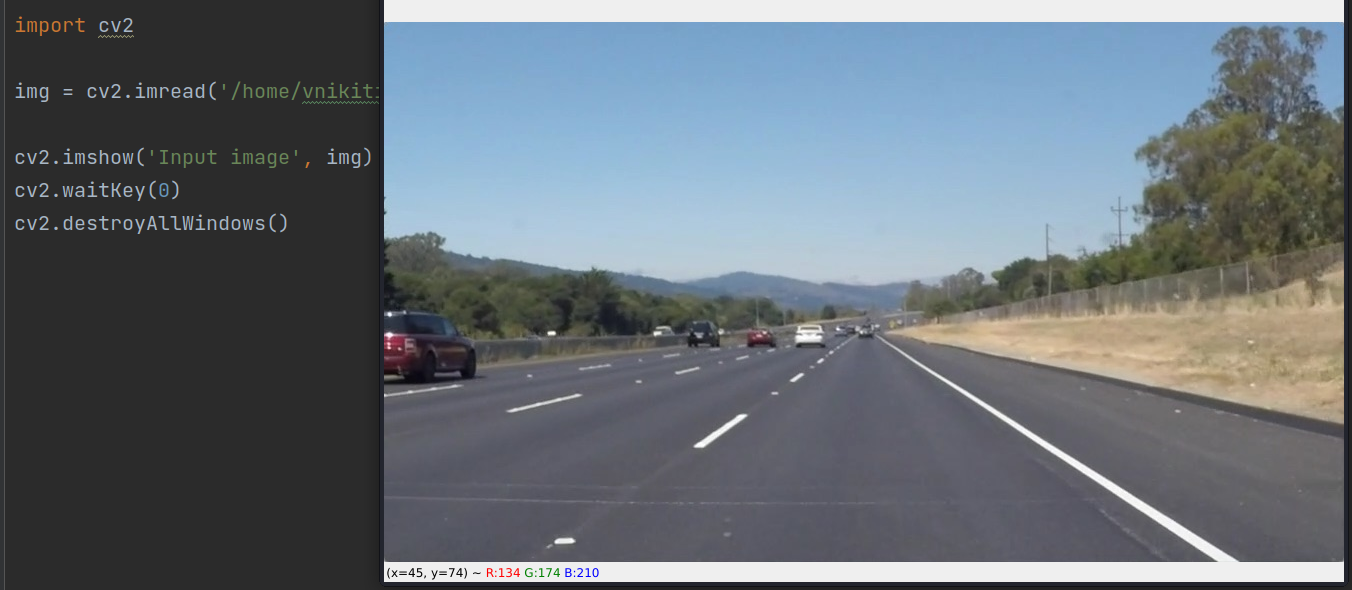 import cv2
img = cv2.imread('/home/
cv2.imshow('Input image', img)
cv2.waitKey(0)
cv2.destroyAllWindows()
(x=45, y=74) ~ R:134 G:174 B:210